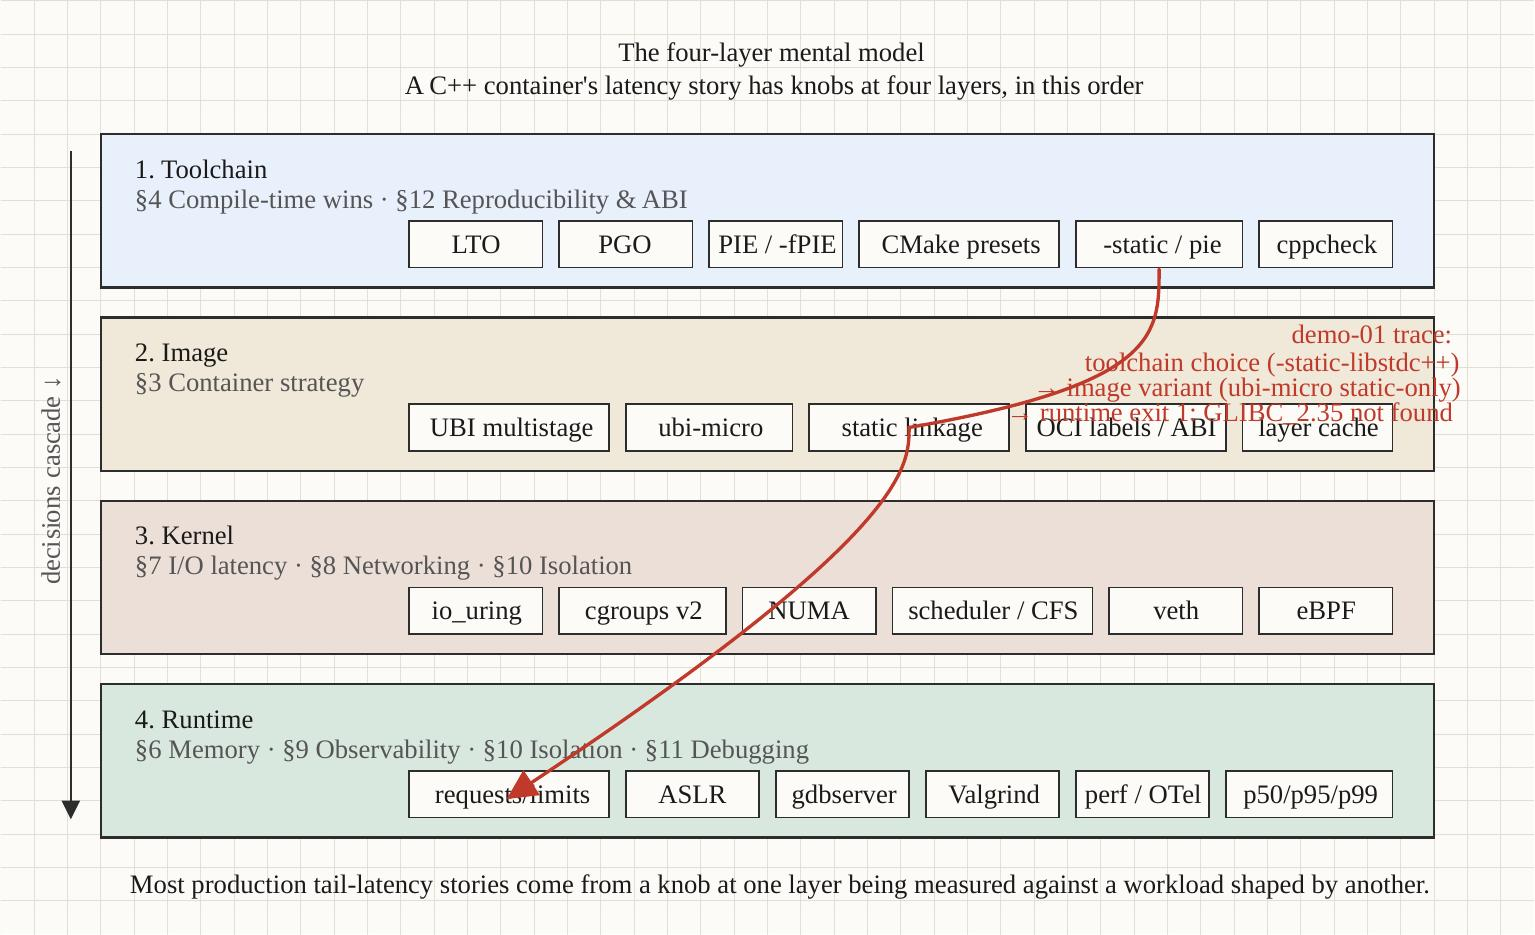 The four-layer mental model
A C++ container's latency story has knobs at four layers, in this order
decisions cascade ↓
1. Toolchain
§4 Compile-time wins · §12 Reproducibility & ABI
LTO
PGO
PIE / -fPIE
CMake presets
-static / pie
cppcheck
demo-01 trace:
toolchain choice (-static-libstdc++)
→ image variant (ubi-micro static-only)
→ runtime exit 1: GLIBC_2.35 not found
2. Image
§3 Container strategy
UBI multistage
ubi-micro
static linkage
OCI labels / ABI
layer cache
3. Kernel
§7 I/O latency · §8 Networking · §10 Isolation
io_uring
cgroups v2
NUMA
scheduler / CFS
veth
eBPF
4. Runtime
§6 Memory · §9 Observability · §10 Isolation · §11 Debugging
requests/limits
ASLR
gdbserver
Valgrind
perf / OTel
p50/p95/p99
Most production tail-latency stories come from a knob at one layer being measured against a workload shaped by another.